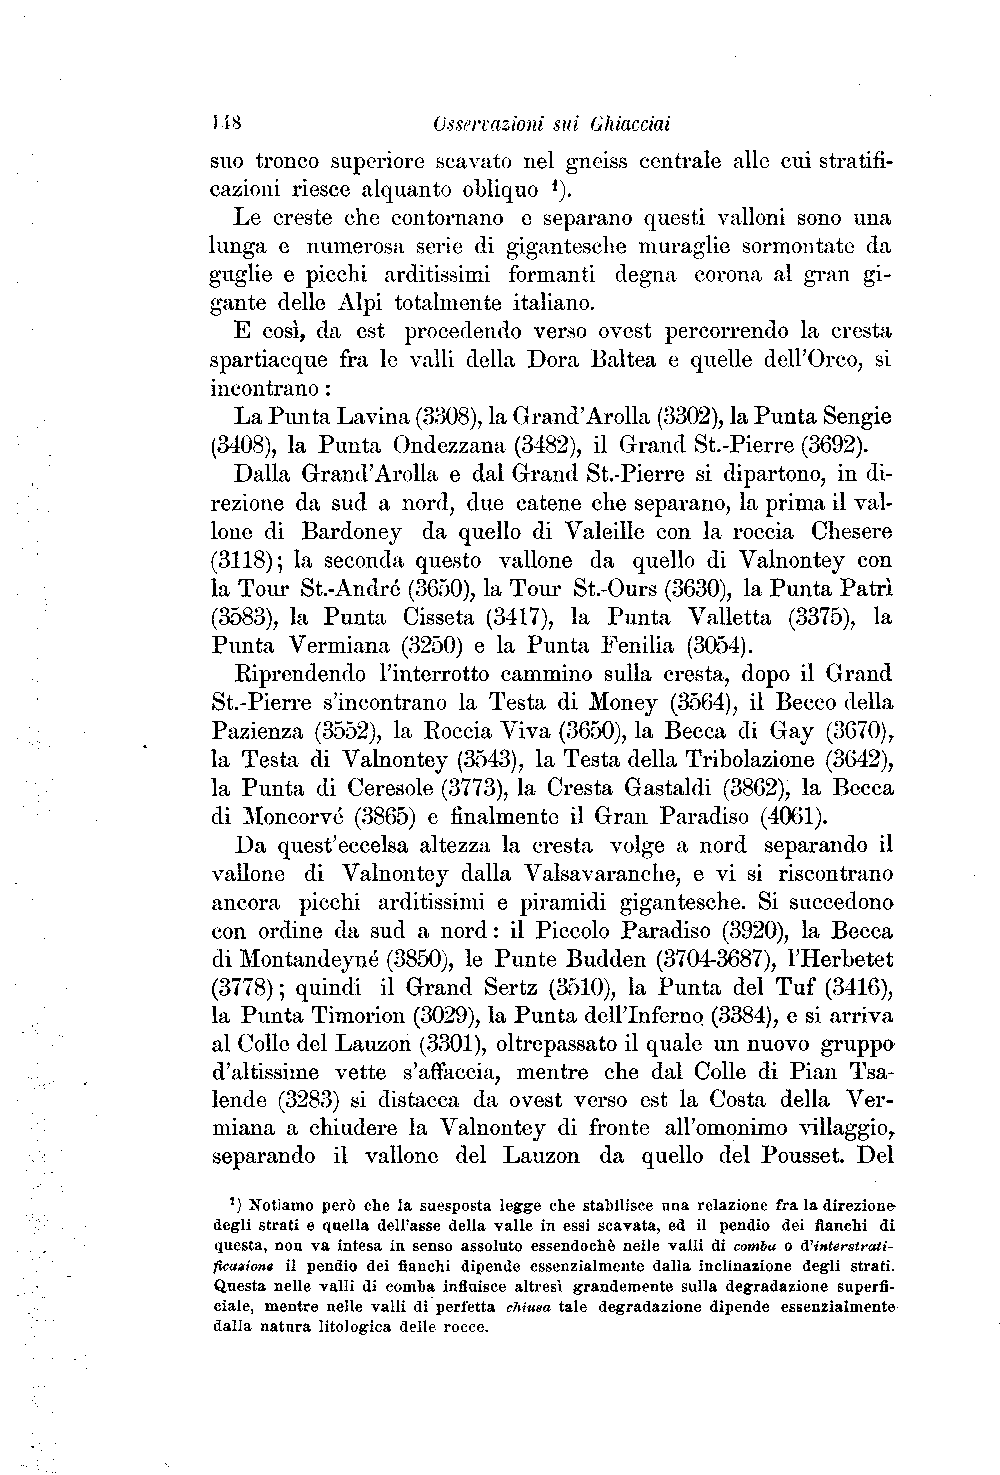 148 Osservazioni sui Ghiacciai
suo tronco superiore scavato nel gneiss centrale alle cui stratifi-
cazioni riesce alquanto obliquo ¹).
Le creste che contornano e separano questi valloni sono una
lunga e numerosa serie di gigantesche muraglie sormontate da
guglie e picchi arditissimi formanti degna corona al gran gi-
gante delle Alpi totalmente italiano.
E così, da est procedendo verso ovest percorrendo la cresta
spartiacque fra le valli della Dora Baltea e quelle dell'Orco, si
incontrano :
La Punta Lavina (3308), la Grand'Arolla (3302), la Punta Sengie
(3408), la Punta Ondezzana (3482), il Grand St.-Pierre (3692).
Dalla Grand'Arolla e dal Grand St.-Pierre si dipartono, in di-
rezione da sud a nord, due catene che separano, la prima il val-
lone di Bardoney da quello di Valeille con la roccia Chesere
(3118); la seconda questo vallone da quello di Valnontey con
la Tour St.-André (3650), la Tour St.-Ours (3630), la Punta Patrì
(3583), la Punta Cisseta (3417), la Punta Valletta (3375), la
Punta Vermiana (3250) e la Punta Fenilia (3054).
Riprendendo l'interrotto cammino sulla cresta, dopo il Grand
St.-Pierre s'incontrano la Testa di Money (3564), il Becco della
Pazienza (3552), la Roccia Viva (3650), la Becca di Gay (3670),
la Testa di Valnontey (3543), la Testa della Tribolazione (3642),
la Punta di Ceresole (3773), la Cresta Gastaldi (3862), la Becca
di Moncorvé (3865) e finalmente il Gran Paradiso (4061).
Da quest'eccelsa altezza la cresta volge a nord separando il
vallone di Valnontey dalla Valsavaranche, e vi si riscontrano
ancora picchi arditissimi e piramidi gigantesche. Si succedono
con ordine da sud a nord : il Piccolo Paradiso (3920), la Becca
di Montandeyné (3850), le Punte Budden (3704-3687), l'Herbetet
(3778) ; quindi il Grand Sertz (3510), la Punta del Tuf (3416),
la Punta Timorion (3029), la Punta dell'Inferno (3384), e si arriva
al Colle del Lauzon (3301), oltrepassato il quale un nuovo gruppo
d'altissime vette s'affaccia, mentre che dal Colle di Pian Tsa-
lende (3283) si distacca da ovest verso est la Costa della Ver-
miana a chiudere la Valnontey di fronte all'omonimo villaggio,
separando il vallone del Lauzon da quello del Pousset. Del
¹) Notiamo però che la suesposta legge che stabilisce una relazione fra la direzione
degli strati e quella dell'asse della valle in essi scavata, ed il pendio dei fianchi di
questa, non va intesa in senso assoluto essendochè nelle valli di comba o d'interstrati-
ficazione il pendio dei fianchi dipende essenzialmente dalla inclinazione degli strati.
Questa nelle valli di comba influisce altresì grandemente sulla degradazione superfi-
ciale, mentre nelle valli di perfetta chiusa tale degradazione dipende essenzialmente
dalla natura litologica delle rocce.